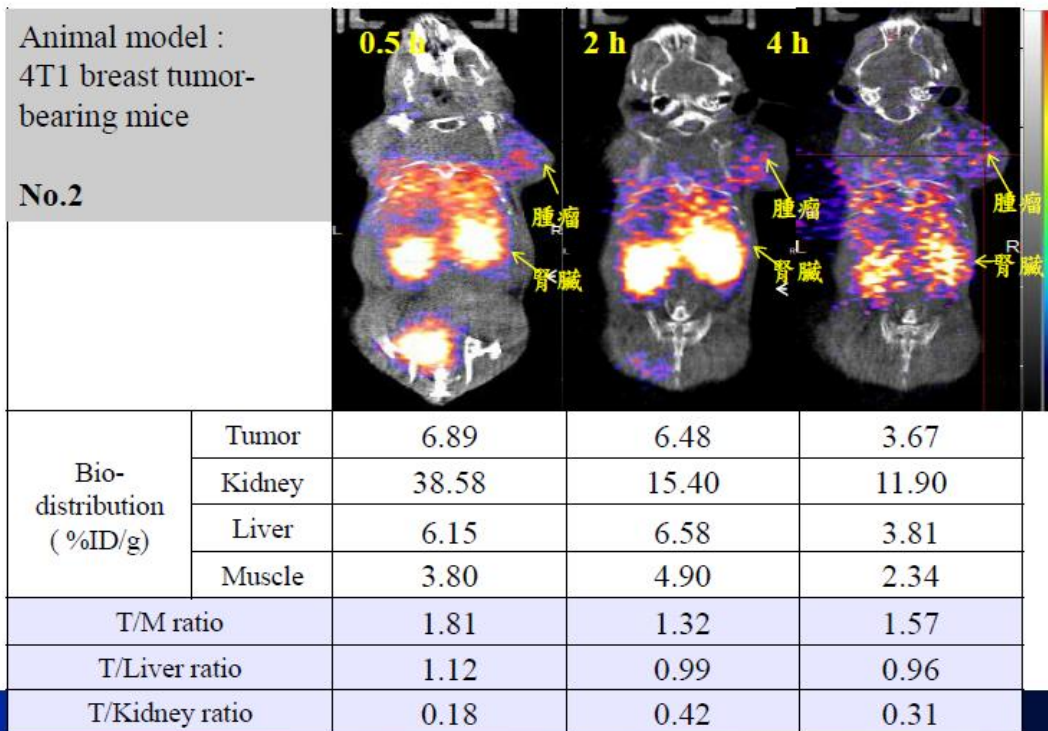 Animal model :
4T1 breast tumor-
bearing mice
No.2
0.5 h
2 h
4 h
腫瘤
腫瘤
腫瘤
L
R
L
R
L
R
腎臟
腎臟
腎臟
Bio-
distribution
( %ID/g)
Tumor 6.89 6.48 3.67
Kidney 38.58 15.40 11.90
Liver 6.15 6.58 3.81
Muscle 3.80 4.90 2.34
T/M ratio 1.81 1.32 1.57
T/Liver ratio 1.12 0.99 0.96
T/Kidney ratio 0.18 0.42 0.31